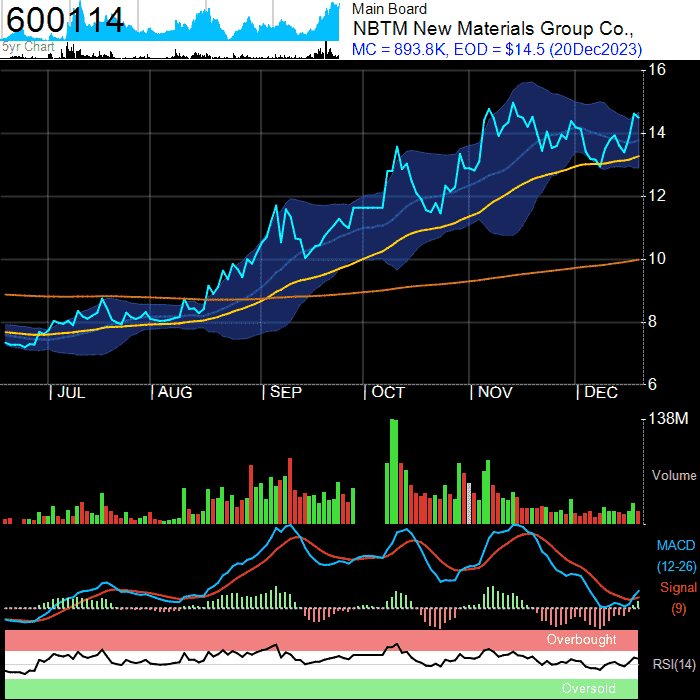 600114
5yr Chart
Main Board
NBTM New Materials Group Co.,
MC = 893.8K, EOD = $14.5 (20Dec2023)
16
14
12
10
8
6
| JUL | AUG | SEP | OCT | NOV | DEC
138M
Volume
MACD
(12-26)
Signal
(9)
Overbought
RSI(14)
Oversold